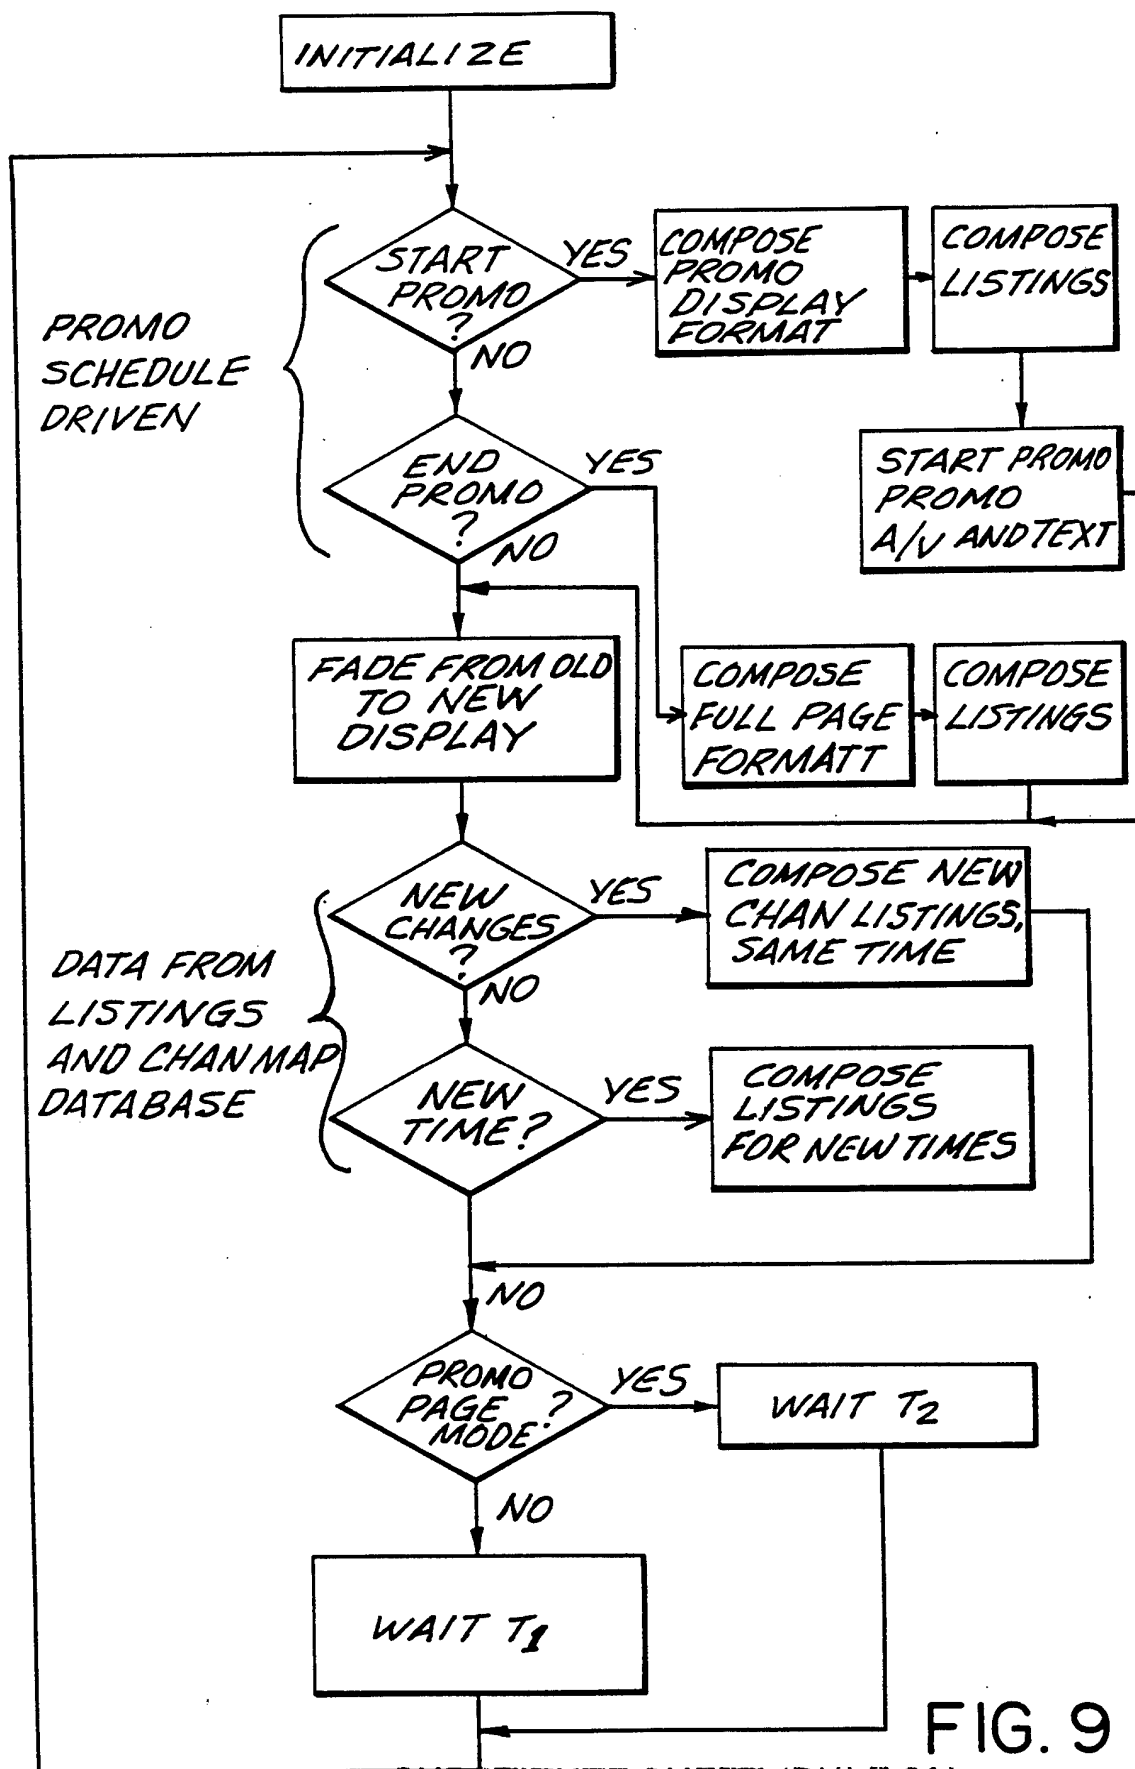 INITIALIZE
START
PROMO
?
YES
COMPOSE
PROMO
DISPLAY
FORMAT
COMPOSE
LISTINGS
NO
PROMO
SCHEDULE
DRIVEN
END
PROMO
?
YES
START PROMO
PROMO
A/V AND TEXT
NO
FADE FROM OLD
TO NEW
DISPLAY
COMPOSE
FULL PAGE
FORMATT
COMPOSE
LISTINGS
NEW
CHANGES
?
YES
COMPOSE NEW
CHAN LISTINGS,
SAME TIME
NO
DATA FROM
LISTINGS
AND CHAN MAP
DATABASE
NEW
TIME?
YES
COMPOSE
LISTINGS
FOR NEW TIMES
NO
PROMO
PAGE
MODE?
YES
WAIT T2
NO
WAIT T1
FIG. 9